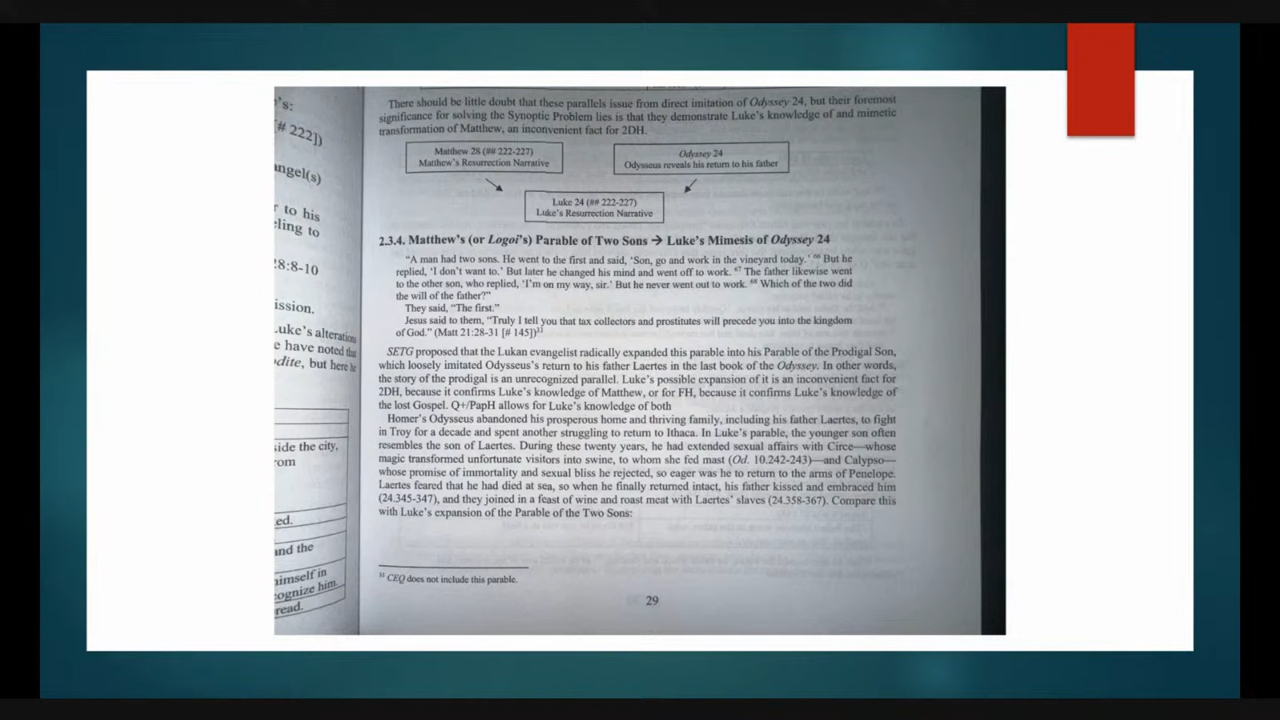 's:
# 222])
angel(s)
to his
ling to
28:8-10
ission.
Luke's alteration
e have noted that
dite, but here he
side the city,
om
ed.
and the
himself in
ognize him.
read.
There should be little doubt that these parallels issue from direct imitation of Odyssey 24, but their foremost
significance for solving the Synoptic Problem lies is that they demonstrate Luke's knowledge of and mimetic
transformation of Matthew, an inconvenient fact for 2DH.
Matthew 28 (## 222-227)
Matthew's Resurrection Narrative
Odyssey 24
Odysseus reveals his return to his father
Luke 24 (## 222-227)
Luke's Resurrection Narrative
2.3.4. Matthew's (or Logoi's) Parable of Two Sons → Luke's Mimesis of Odyssey 24
"A man had two sons. He went to the first and said, 'Son, go and work in the vineyard today.' But he
replied, 'I don't want to.' But later he changed his mind and went off to work. 67 The father likewise went
to the other son, who replied, 'I'm on my way, sir.' But he never went out to work. 68 Which of the two did
the will of the father?"
They said, "The first."
Jesus said to them, "Truly I tell you that tax collectors and prostitutes will precede you into the kingdom
of God." (Matt 21:28-31 [# 145])
SETG proposed that the Lukan evangelist radically expanded this parable into his Parable of the Prodigal Son,
which loosely imitated Odysseus's return to his father Laertes in the last book of the Odyssey. In other words,
the story of the prodigal is an unrecognized parallel. Luke's possible expansion of it is an inconvenient fact for
2DH, because it confirms Luke's knowledge of Matthew, or for FH, because it confirms Luke's knowledge of
the lost Gospel. Q+/PapH allows for Luke's knowledge of both
Homer's Odysseus abandoned his prosperous home and thriving family, including his father Laertes, to fight
in Troy for a decade and spent another struggling to return to Ithaca. In Luke's parable, the younger son often
resembles the son of Laertes. During these twenty years, he had extended sexual affairs with Circe—whose
magic transformed unfortunate visitors into swine, to whom she fed mast (Od. 10.242-243)—and Calypso—
whose promise of immortality and sexual bliss he rejected, so eager was he to return to the arms of Penelope.
Laertes feared that he had died at sea, so when he finally returned intact, his father kissed and embraced him
(24.345-347), and they joined in a feast of wine and roast meat with Laertes' slaves (24.358-367). Compare this
with Luke's expansion of the Parable of the Two Sons:
CEQ does not include this parable.
29